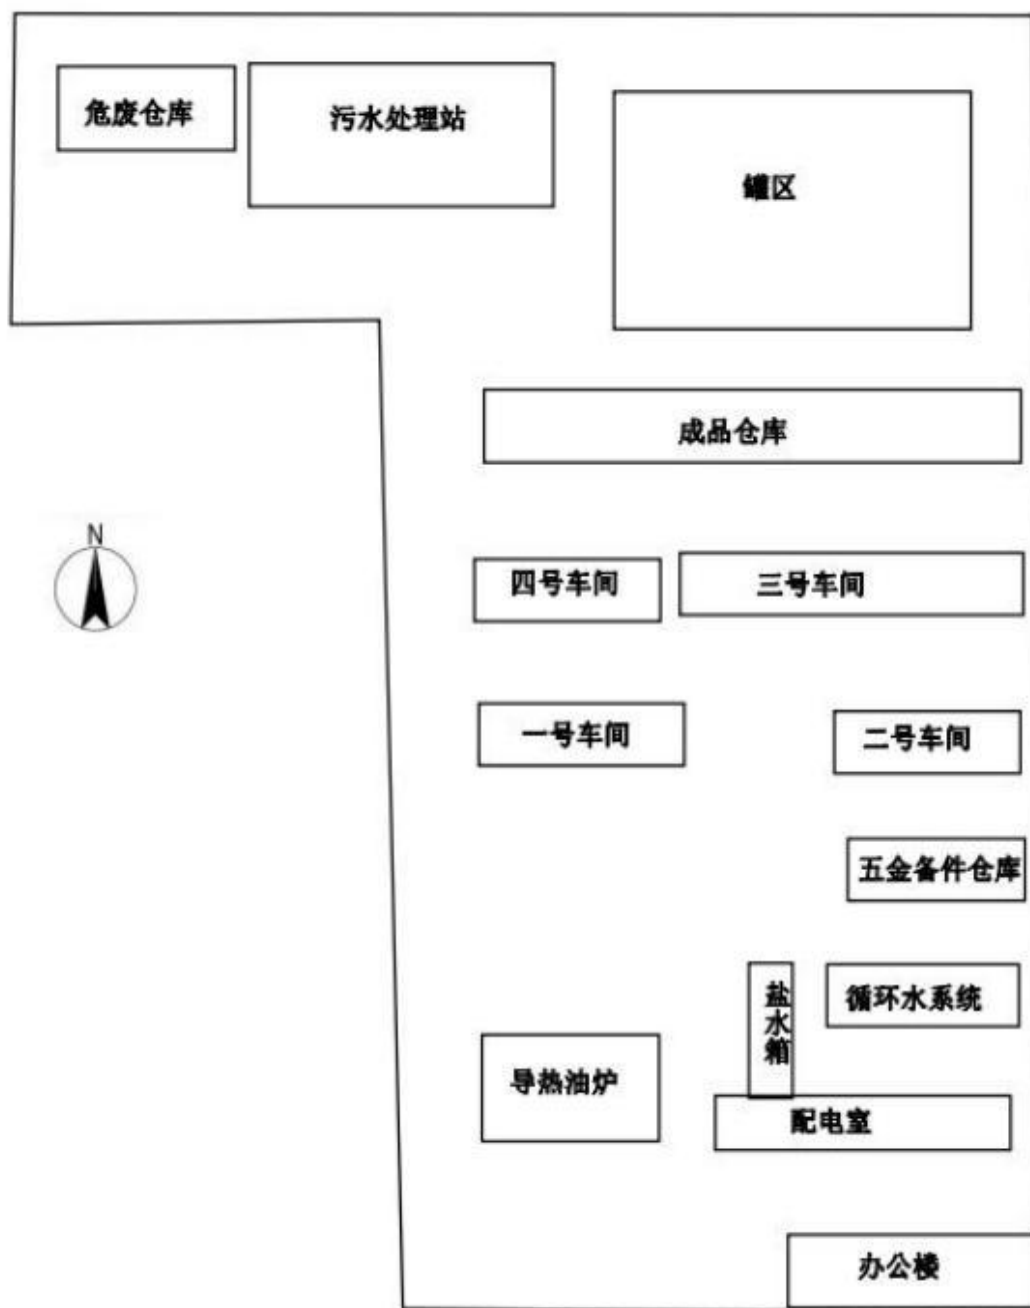 危废仓库
污水处理站
罐区
成品仓库
N
四号车间
三号车间
一号车间
二号车间
五金备件仓库
盐水箱
循环水系统
导热油炉
配电室
办公楼